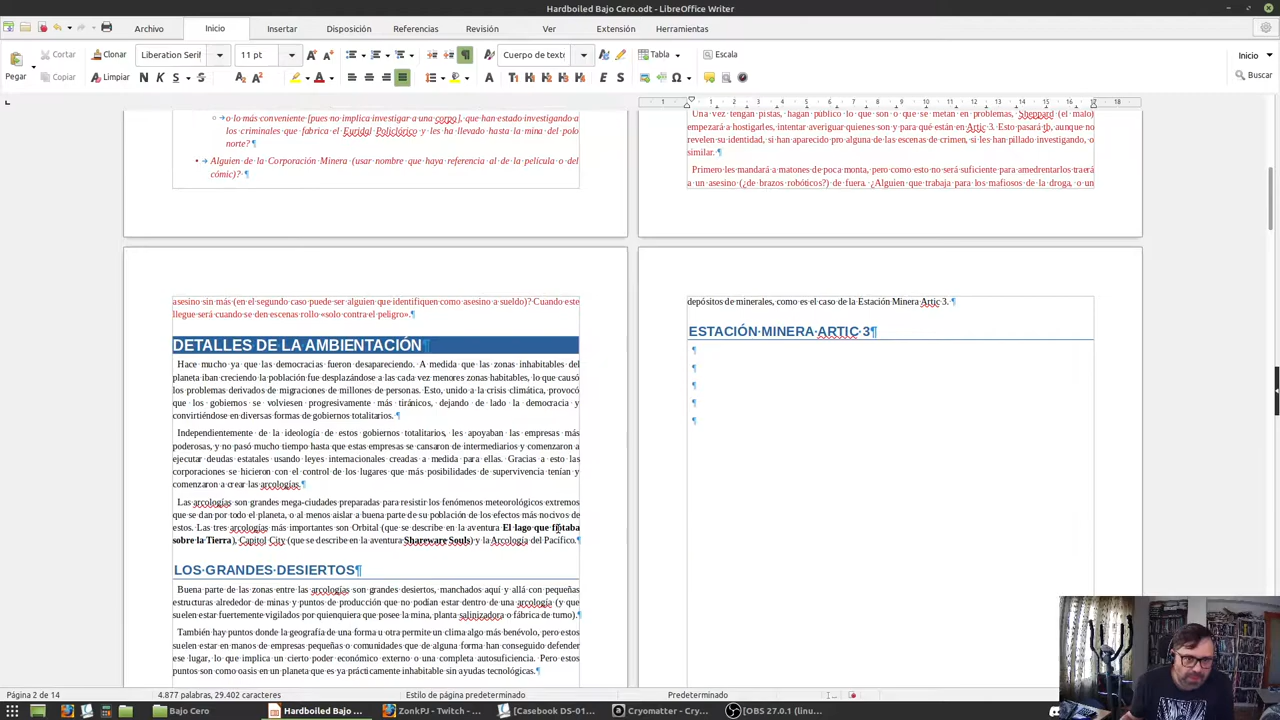 Hardboiled Bajo Cero.odt - LibreOffice Writer
Archivo Inicio Insertar Disposición Referencias Revisión Ver Extensión Herramientas
Pegar Cortar Clonar Liberation Serif 11 pt Cuerpo de texto Tabla Escala Inicio
Copiar Limpiar Buscar
o lo más conveniente [pues no implica investigar a una corpo], que han estado investigando a
los criminales que fabrica el Euridal Policlórico y les ha llevado hasta la mina del polo
norte?
Alguien de la Corporación Minera (usar nombre que haya referencia al de la película o del
cómic)?
Una vez tengan pistas, hagan público lo que son o que se metan en problemas, Sheppard (el malo)
empezará a hostigarles, intentar averiguar quienes son y para qué están en Artic 3. Esto pasará tb, aunque no
revelen su identidad, si han aparecido pro alguna de las escenas de crimen, si les han pillado investigando, o
similar.
Primero les mandará a matones de poca monta, pero como esto no será suficiente para amedrentarlos traerá
a un asesino (¿de brazos robóticos?) de fuera. ¿Alguien que trabaja para los mafiosos de la droga, o un
asesino sin más (en el segundo caso puede ser alguien que identifiquen como asesino a sueldo)? Cuando este
llegue será cuando se den escenas rollo «solo contra el peligro».
DETALLES DE LA AMBIENTACIÓN
Hace mucho ya que las democracias fueron desapareciendo. A medida que las zonas inhabitables del
planeta iban creciendo la población fue desplazándose a las cada vez menores zonas habitables, lo que causó
los problemas derivados de migraciones de millones de personas. Esto, unido a la crisis climática, provocó
que los gobiernos se volviesen progresivamente más tiránicos, dejando de lado la democracia y
convirtiéndose en diversas formas de gobiernos totalitarios.
Independientemente de la ideología de estos gobiernos totalitarios, les apoyaban las empresas más
poderosas, y no pasó mucho tiempo hasta que estas empresas se cansaron de intermediarios y comenzaron a
ejecutar deudas estatales usando leyes internacionales creadas a medida para ellas. Gracias a esto las
corporaciones se hicieron con el control de los lugares que más posibilidades de supervivencia tenían y
comenzaron a crear las arcologías.
Las arcologías son grandes mega-ciudades preparadas para resistir los fenómenos meteorológicos extremos
que se dan por todo el planeta, o al menos aislar a buena parte de su población de los efectos más nocivos de
estos. Las tres arcologías más importantes son Orbital (que se describe en la aventura El lago que flotaba
sobre la Tierra), Capitol City (que se describe en la aventura Shareware Souls) y la Arcología del Pacífico.
LOS GRANDES DESIERTOS
Buena parte de las zonas entre las arcologías son grandes desiertos, manchados aquí y allá con pequeñas
estructuras alrededor de minas y puntos de producción que no podían estar dentro de una arcología (y que
suelen estar fuertemente vigilados por quienquiera que posee la mina, planta salinizadora o fábrica de turno).
También hay puntos donde la geografía de una forma u otra permite un clima algo más benévolo, pero estos
suelen estar en manos de empresas pequeñas o comunidades que de alguna forma han conseguido defender
ese lugar, lo que implica un cierto poder económico externo o una completa autosuficiencia. Pero estos
puntos son como oasis en un planeta que es ya prácticamente inhabitable sin ayudas tecnológicas.
depósitos de minerales, como es el caso de la Estación Minera Artic 3.
ESTACIÓN MINERA ARTIC 3
Página 2 de 14 4.877 palabras, 29.402 caracteres Estilo de página predeterminado Predeterminado
Bajo Cero Hardboiled Bajo ... ZonkPJ - Twitch - ... [Casebook DS-01... Cryomatter - Cry... [OBS 27.0.1 (linu...